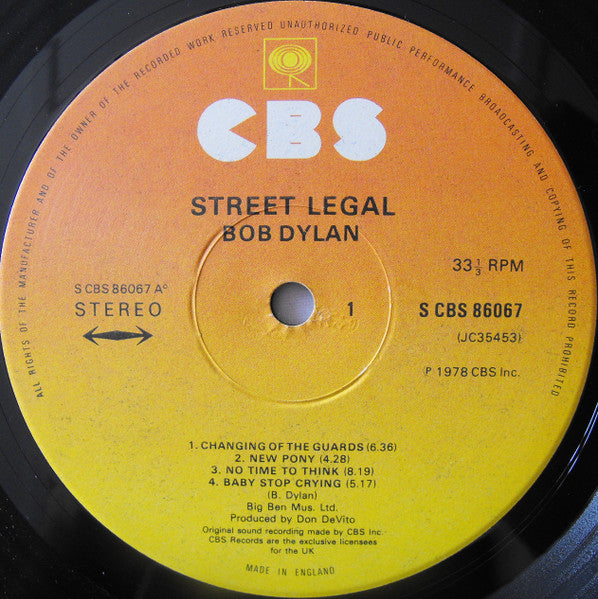 ALL RIGHTS OF THE MANUFACTURER AND OF THE OWNER OF THE RECORDED WORK RESERVED UNAUTHORIZED PUBLIC PERFORMANCE BROADCASTING AND COPYING OF THIS RECORD PROHIBITED
CBS
STREET LEGAL
BOB DYLAN
33 1/3 RPM
S CBS 86067 A°
STEREO
1
S CBS 86067
(JC35453)
℗ 1978 CBS Inc.
1. CHANGING OF THE GUARDS (6.36)
2. NEW PONY (4.28)
3. NO TIME TO THINK (8.19)
4. BABY STOP CRYING (5.17)
(B. Dylan)
Big Ben Mus. Ltd.
Produced by Don DeVito
Original sound recording made by CBS Inc.
CBS Records are the exclusive licensees
for the UK
MADE IN ENGLAND